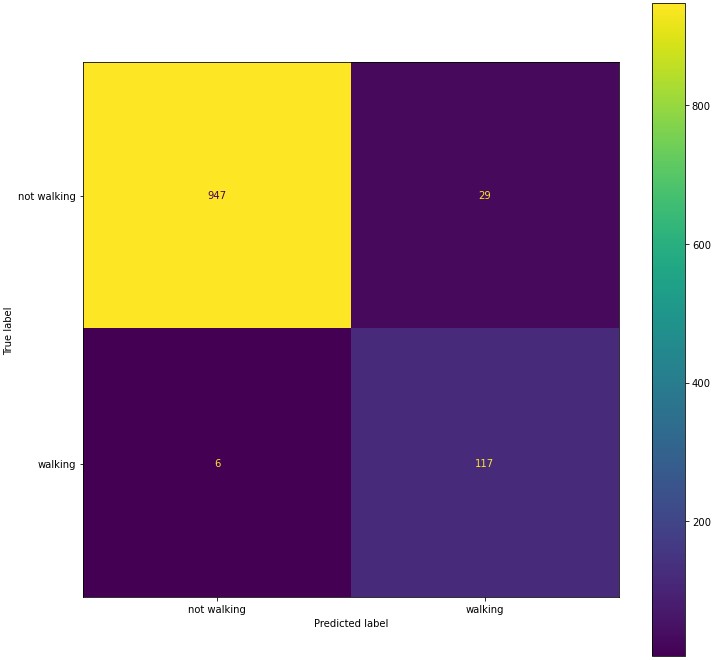 800
not walking
947
29
600
True label
400
walking
6
117
200
not walking
walking
Predicted label